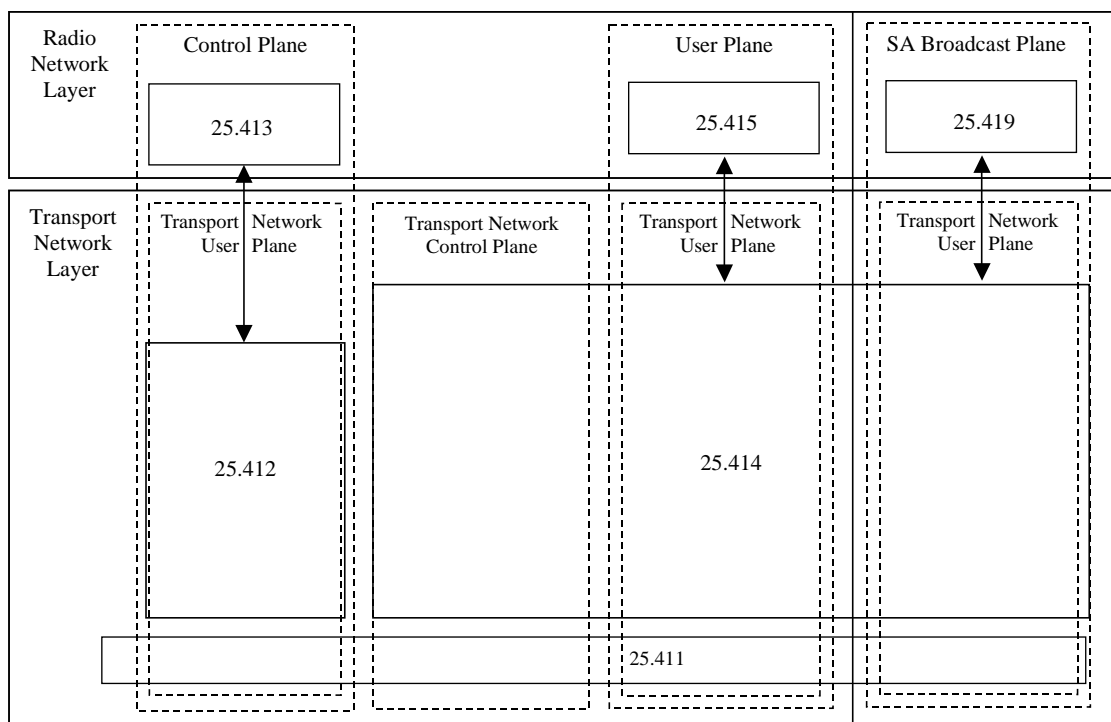 Radio
Network
Layer
Control Plane
User Plane
SA Broadcast Plane
25.413
25.415
25.419
Transport
Network
Layer
Transport Network
User Plane
Transport Network
Control Plane
Transport Network
User Plane
Transport Network
User Plane
25.412
25.414
25.411